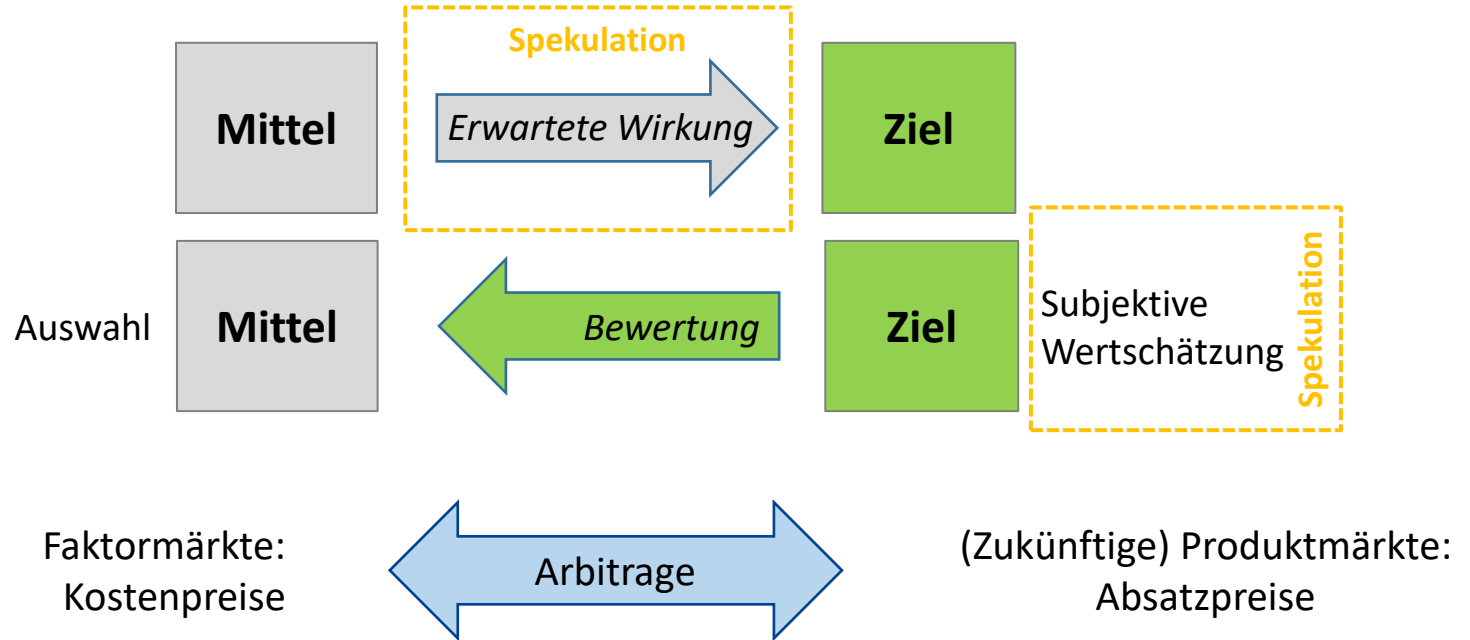 Spekulation
Mittel
Erwartete Wirkung
Ziel
Auswahl
Mittel
Bewertung
Ziel
Subjektive
Wertschätzung
Spekulation
Faktormärkte:
Kostenpreise
Arbitrage
(Zukünftige) Produktmärkte:
Absatzpreise